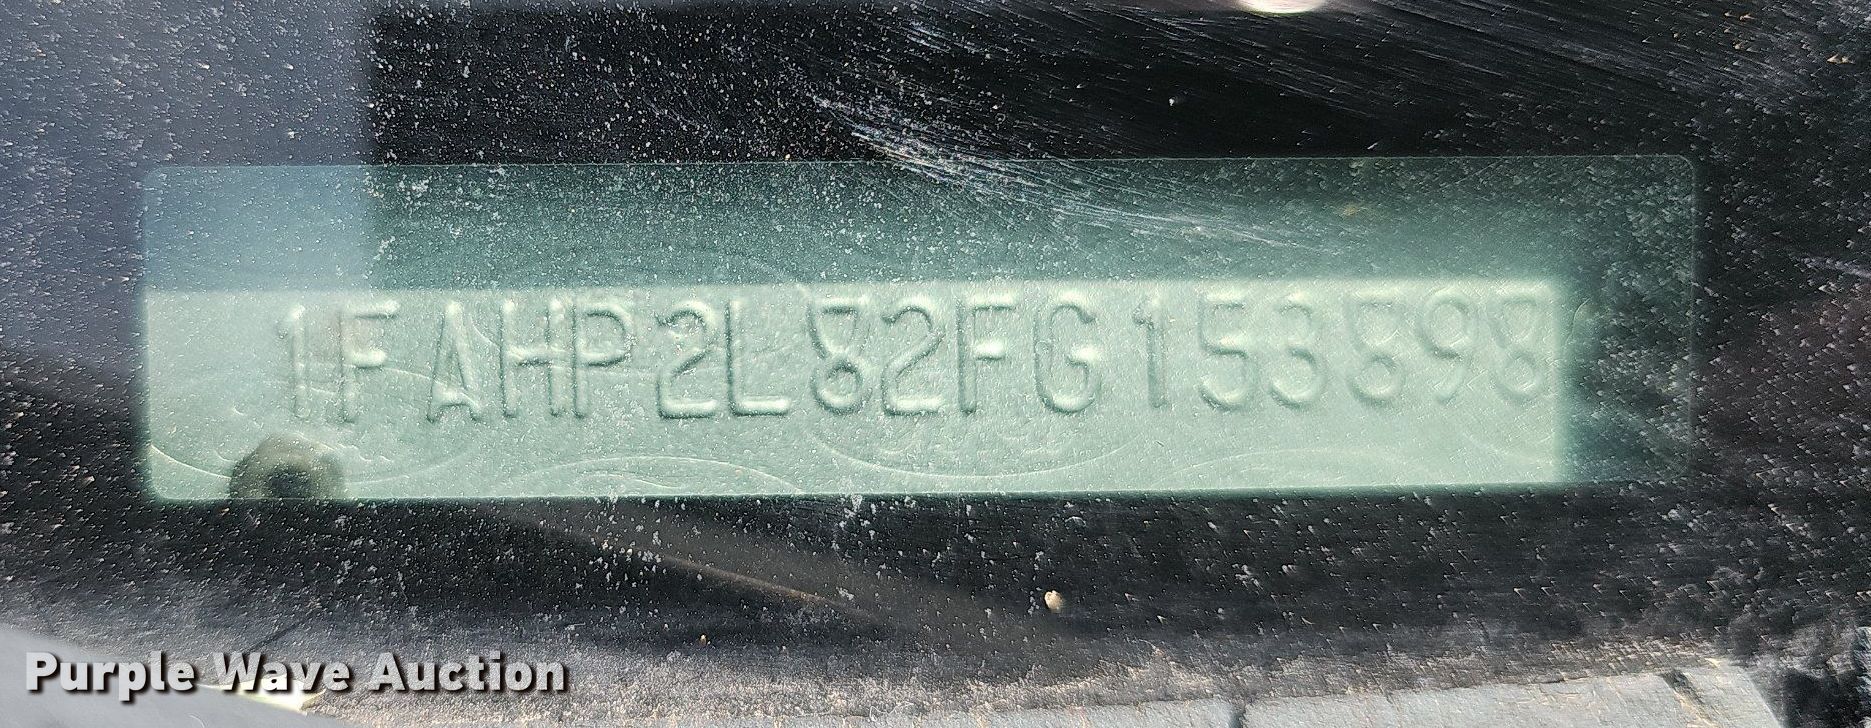 1FAHP2L82FG153898
Purple Wave Auction